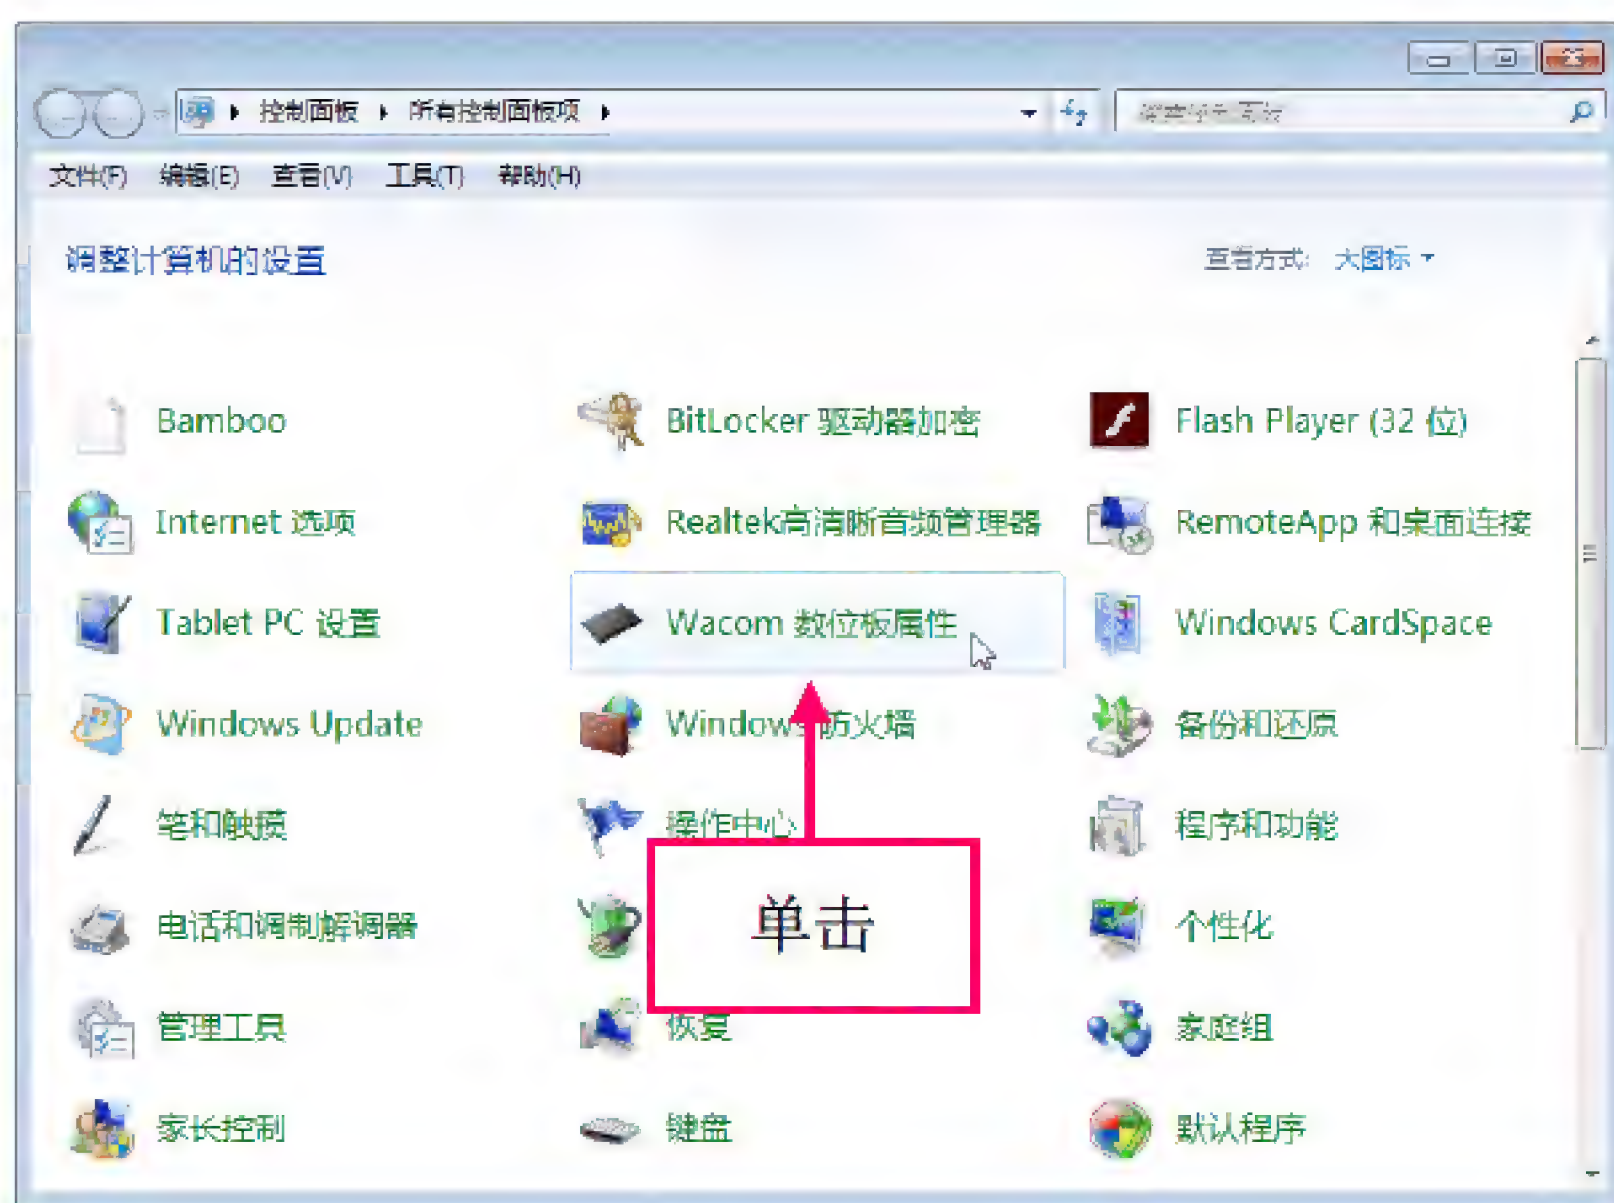 控制面板 所有控制面板项
文件(F) 编辑(E) 查看(V) 工具(T) 帮助(H)
调整计算机的设置
查看方式: 大图标
Bamboo
BitLocker 驱动器加密
Flash Player (32 位)
Internet 选项
Realtek高清晰音频管理器
RemoteApp 和桌面连接
Tablet PC 设置
Wacom 数位板属性
Windows CardSpace
Windows Update
Windows 防火墙
备份和还原
笔和触摸
操作中心
程序和功能
电话和调制解调器
单击
个性化
管理工具
恢复
家庭组
家长控制
键盘
默认程序